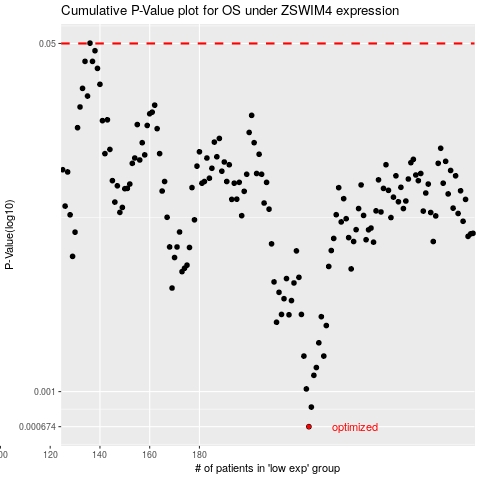 Cumulative P-Value plot for OS under ZSWIM4 expression
P-Value(log10)
0.05
0.001
0.000674
optimized
00 120 140 160 180
# of patients in 'low exp' group